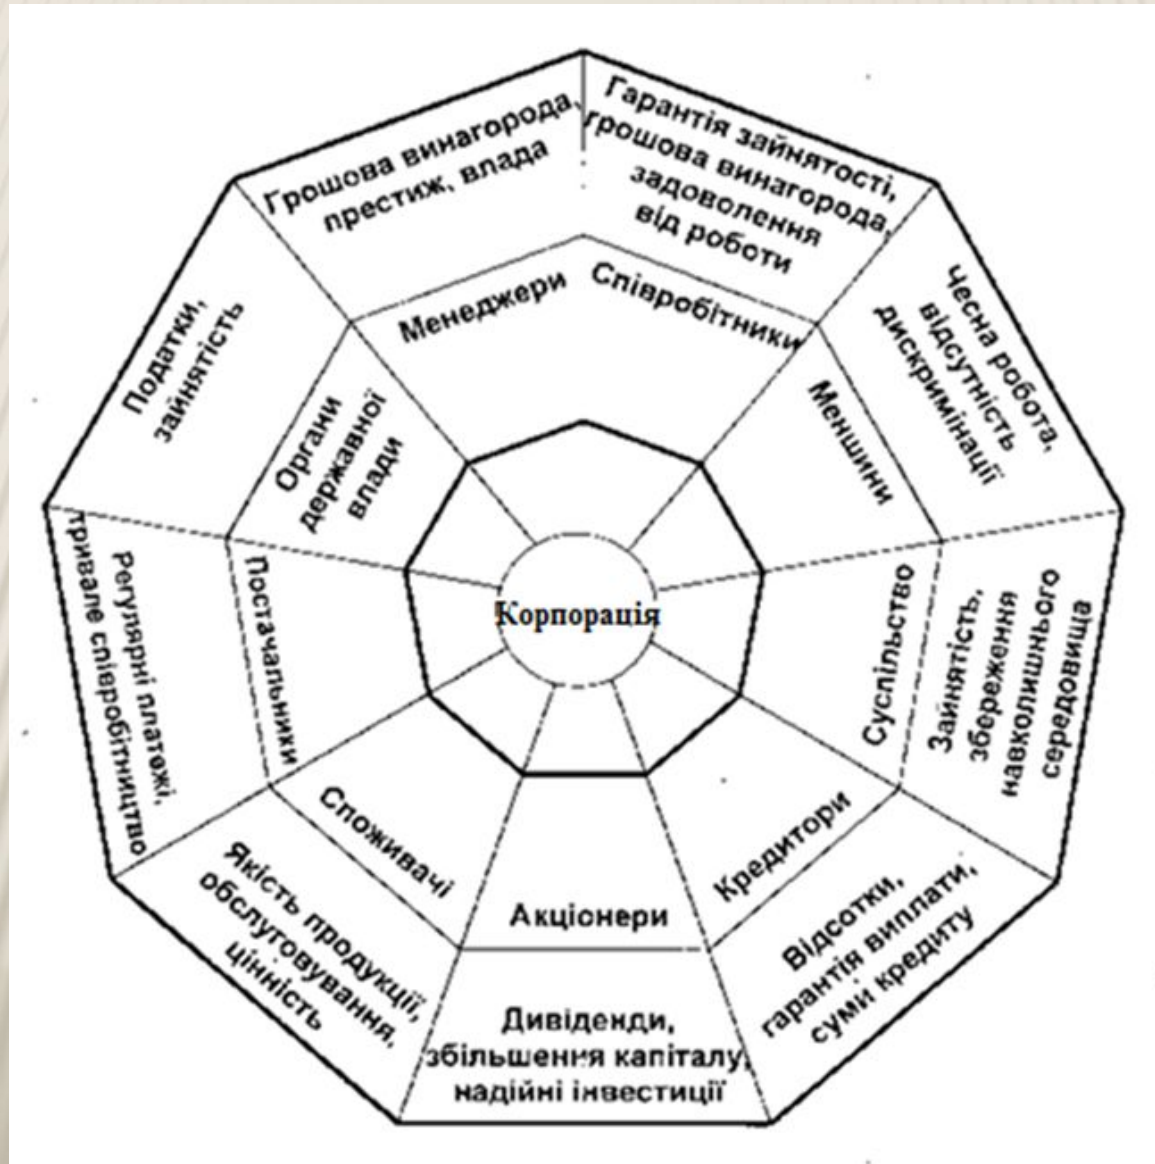 Грошова винагорода,
престиж, влада
Менеджери
Гарантія зайнятості,
грошова винагорода,
задоволення
від роботи
Співробітники
Чесна робота,
відсутність
дискримінації
Меншини
Зайнятість,
збереження
навколишнього
середовища
Суспільство
Відсотки,
гарантія виплати,
суми кредиту
Кредитори
Дивіденди,
збільшення капіталу,
надійні інвестиції
Акціонери
Якість продукції,
обслуговування,
цінність
Споживачі
Регулярні платежі,
тривале співробітництво
Постачальники
Податки,
зайнятість
Органи
державної
влади
Корпорація